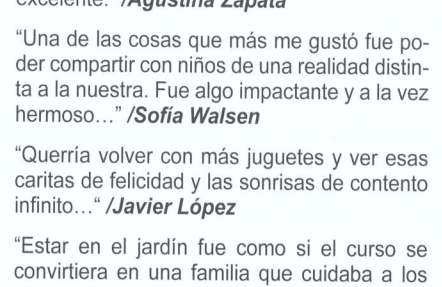 excelente." /Agustina Zapata
“Una de las cosas que más me gustó fue po-
der compartir con niños de una realidad distin-
ta a la nuestra. Fue algo impactante y a la vez
hermoso…” /Sofía Walsen
“Querría volver con más juguetes y ver esas
caritas de felicidad y las sonrisas de contento
infinito…“ /Javier López
“Estar en el jardín fue como si el curso se
convirtiera en una familia que cuidaba a los